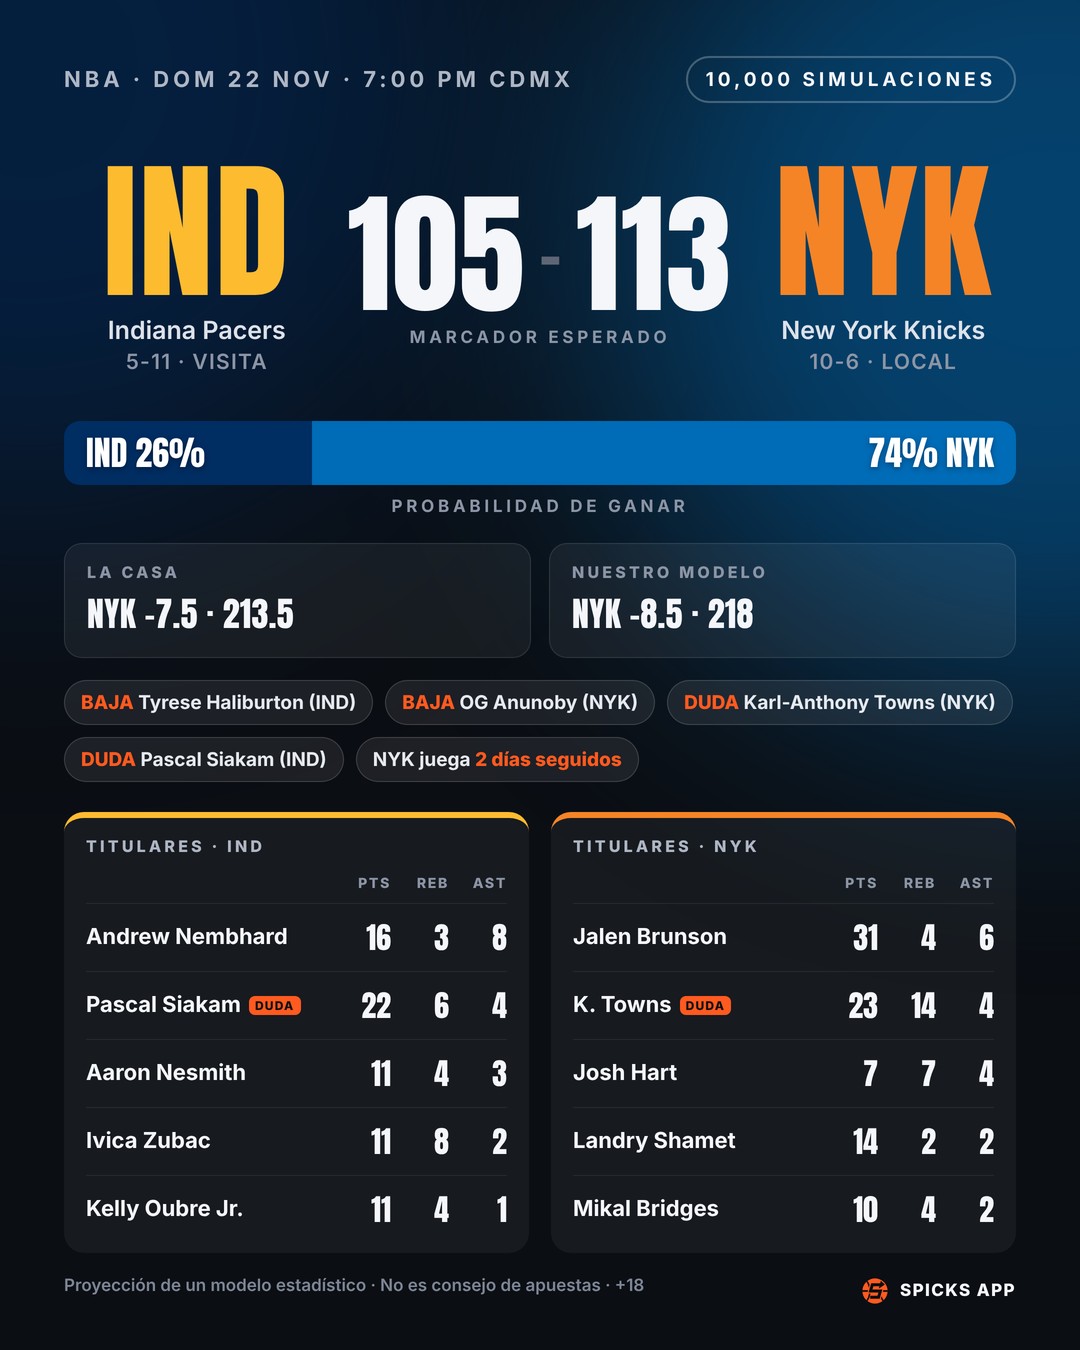 NBA · DOM 22 NOV · 7:00 PM CDMX
10,000 SIMULACIONES
IND
105 - 113
NYK
Indiana Pacers
5-11 · VISITA
MARCADOR ESPERADO
New York Knicks
10-6 · LOCAL
IND 26%
74% NYK
PROBABILIDAD DE GANAR
LA CASA
NYK -7.5 · 213.5
NUESTRO MODELO
NYK -8.5 · 218
BAJA Tyrese Haliburton (IND)
BAJA OG Anunoby (NYK)
DUDA Karl-Anthony Towns (NYK)
DUDA Pascal Siakam (IND)
NYK juega 2 días seguidos
TITULARES · IND
PTS REB AST
Andrew Nembhard 16 3 8
Pascal Siakam DUDA 22 6 4
Aaron Nesmith 11 4 3
Ivica Zubac 11 8 2
Kelly Oubre Jr. 11 4 1
TITULARES · NYK
PTS REB AST
Jalen Brunson 31 4 6
K. Towns DUDA 23 14 4
Josh Hart 7 7 4
Landry Shamet 14 2 2
Mikal Bridges 10 4 2
Proyección de un modelo estadístico · No es consejo de apuestas · +18
SPICKS APP